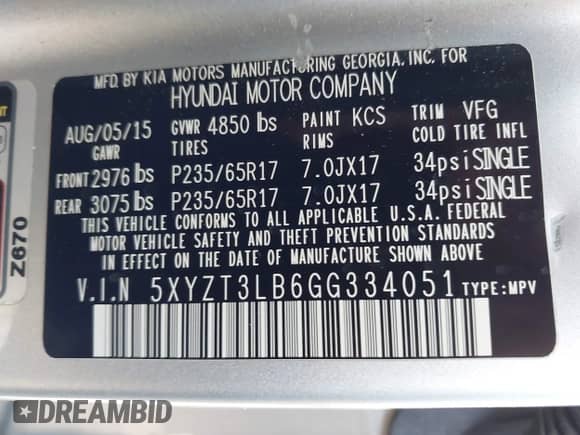 MFD. BY KIA MOTORS MANUFACTURING GEORGIA, INC. FOR
HYUNDAI MOTOR COMPANY
AUG/05/15 GVWR 4850 lbs PAINT KCS TRIM VFG
GAWR TIRES RIMS COLD TIRE INFL
FRONT 2976 lbs P235/65R17 7.0JX17 34psi SINGLE
REAR 3075 lbs P235/65R17 7.0JX17 34psi SINGLE
THIS VEHICLE CONFORMS TO ALL APPLICABLE U.S.A. FEDERAL
MOTOR VEHICLE SAFETY AND THEFT PREVENTION STANDARDS
IN EFFECT ON THE DATE OF MANUFACTURE SHOWN ABOVE.
V.I.N 5XYZT3LB6GG334051 TYPE: MPV
Z670
DREAMBID